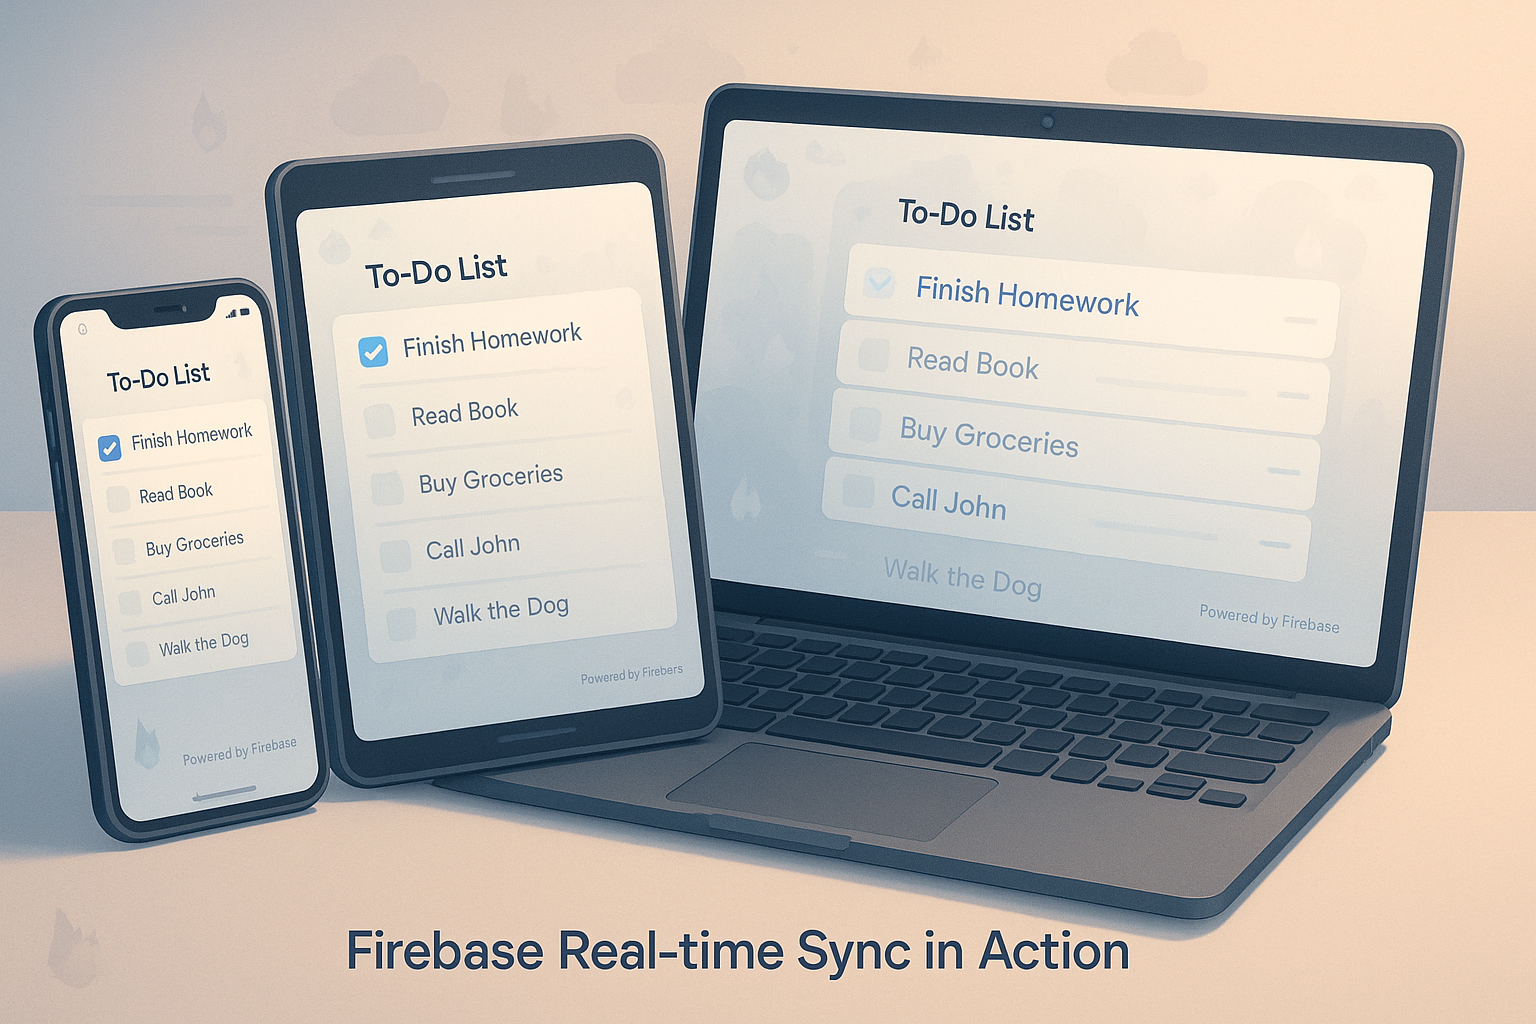 To-Do List
Finish Homework
Read Book
Buy Groceries
Call John
Walk the Dog
Powered by Firebase
To-Do List
Finish Homework
Read Book
Buy Groceries
Call John
Walk the Dog
Powered by Firebers
To-Do List
Finish Homework
Read Book
Buy Groceries
Call John
Walk the Dog
Powered by Firebase
Firebase Real-time Sync in Action